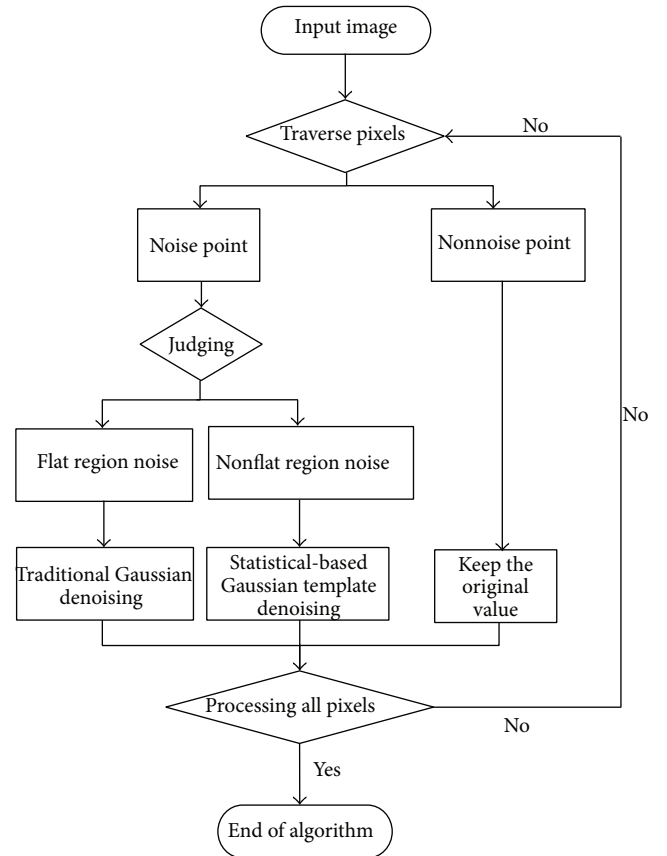 Input image
Traverse pixels
No
Noise point
Nonnoise point
Judging
No
Flat region noise
Nonflat region noise
Traditional Gaussian
denoising
Statistical-based
Gaussian template
denoising
Keep the
original
value
Processing all pixels
No
Yes
End of algorithm